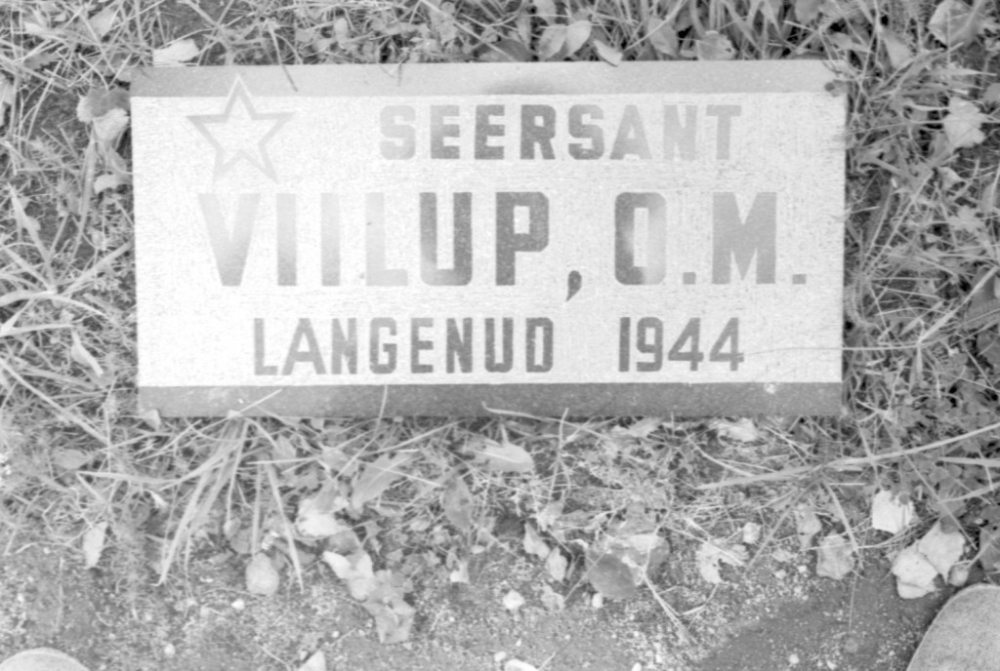 SEERSANT
VIILUP, O.M.
LANGENUD 1944